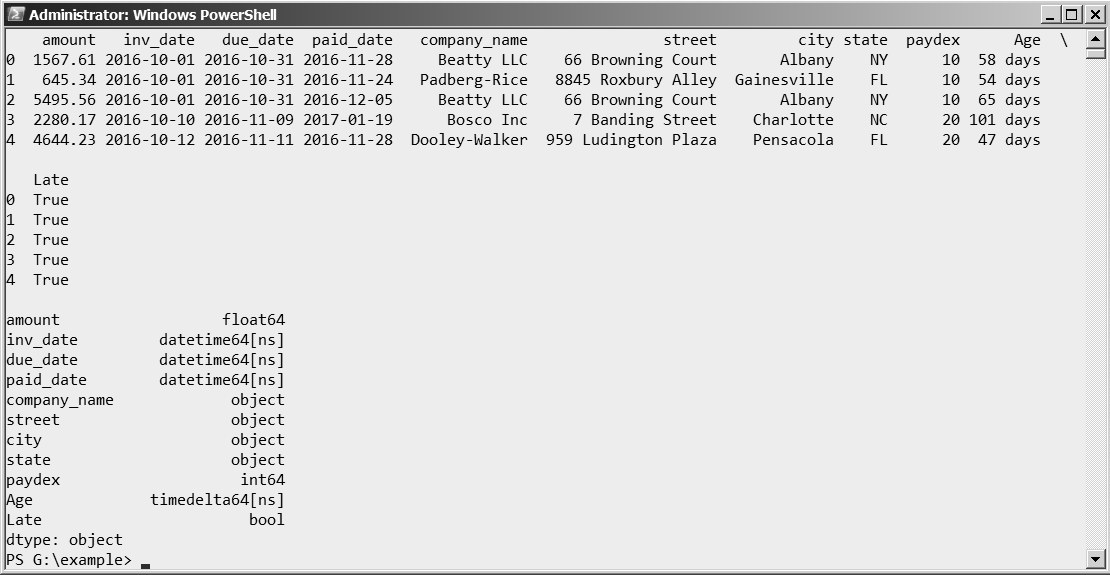 Administrator: Windows PowerShell
    amount   inv_date   due_date  paid_date   company_name               street         city state  paydex      Age  \
0  1567.61 2016-10-01 2016-10-31 2016-11-28     Beatty LLC    66 Browning Court       Albany    NY      10  58 days
1   645.34 2016-10-01 2016-10-31 2016-11-24   Padberg-Rice   8845 Roxbury Alley  Gainesville    FL      10  54 days
2  5495.56 2016-10-01 2016-10-31 2016-12-05     Beatty LLC    66 Browning Court       Albany    NY      10  65 days
3  2280.17 2016-10-10 2016-11-09 2017-01-19      Bosco Inc     7 Banding Street    Charlotte    NC      20 101 days
4  4644.23 2016-10-12 2016-11-11 2016-11-28  Dooley-Walker  959 Ludington Plaza    Pensacola    FL      20  47 days
   Late
0  True
1  True
2  True
3  True
4  True
amount                  float64
inv_date         datetime64[ns]
due_date         datetime64[ns]
paid_date        datetime64[ns]
company_name             object
street                   object
city                     object
state                    object
paydex                    int64
Age             timedelta64[ns]
Late                       bool
dtype: object
PS G:\example>